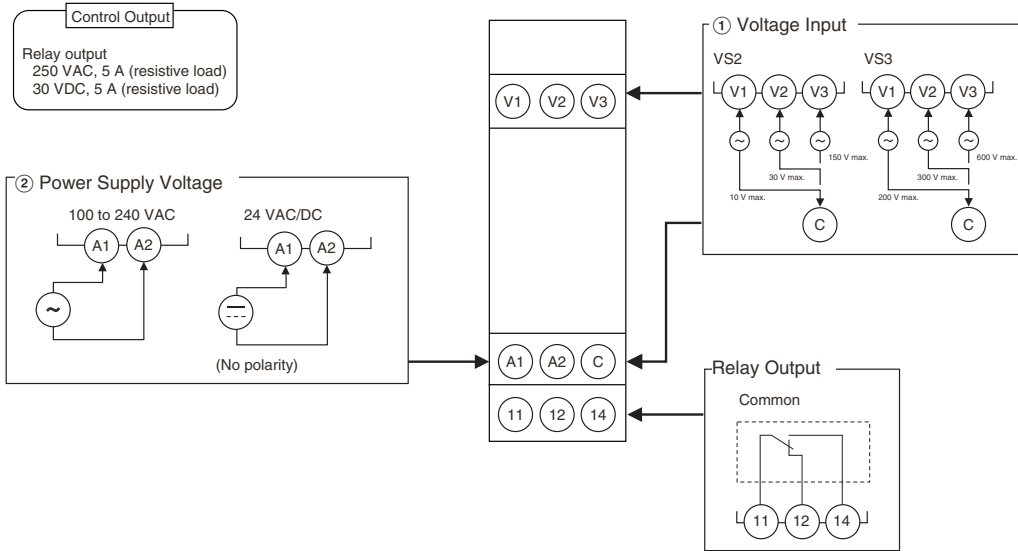 Control Output
Relay output
250 VAC, 5 A (resistive load)
30 VDC, 5 A (resistive load)
② Power Supply Voltage
100 to 240 VAC
24 VAC/DC
A1 A2
A1 A2
~
(No polarity)
V1 V2 V3
A1 A2 C
11 12 14
① Voltage Input
VS2
VS3
V1 V2 V3
V1 V2 V3
~ ~ ~
~ ~ ~
150 V max.
600 V max.
30 V max.
300 V max.
10 V max.
200 V max.
C
C
Relay Output
Common
11 12 14